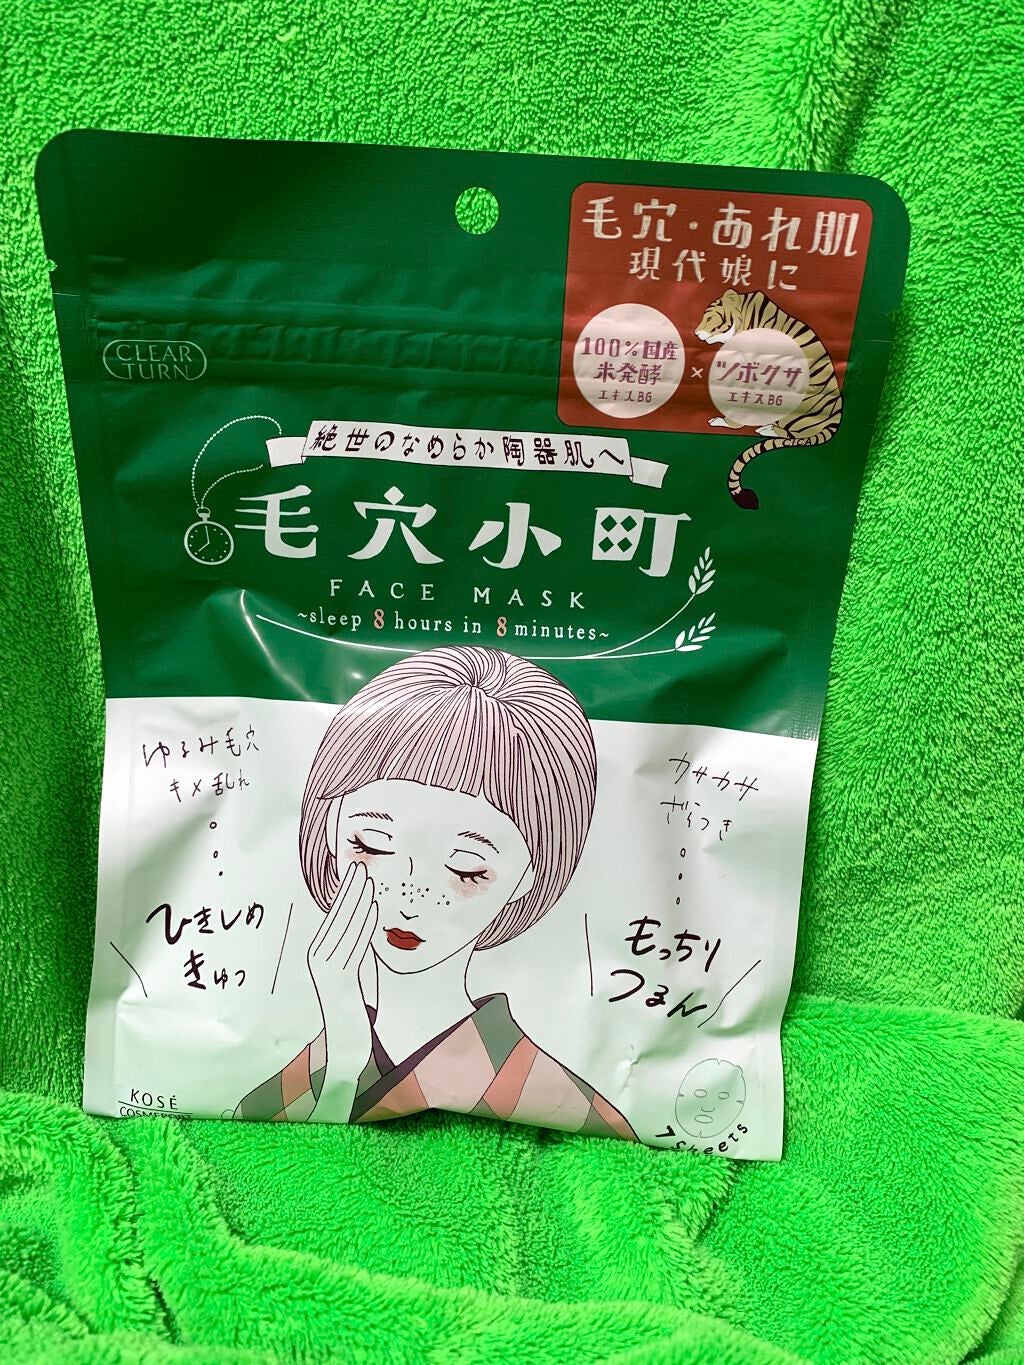 毛穴・あれ肌
現代娘に
100%国産
米発酵
エキスBG
×
ツボクサ
エキスBG
CICA
CLEAR
TURN
絶世のなめらか陶器肌へ
毛穴小町
FACE MASK
~sleep 8 hours in 8 minutes~
ゆるみ毛穴
キメ乱れ
ひきしめ
きゅっ
カサカサ
ざらつき
もっちり
つるん
KOSÉ
COSMEPORT
7 sheets